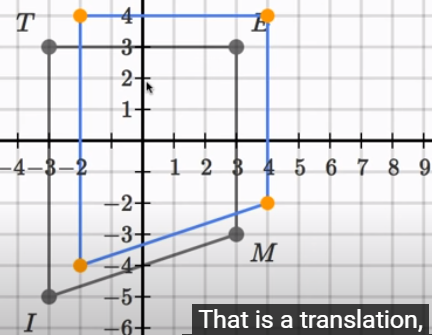 T
E
4
3
2
1
−4−3−2
1 2 3 4 5 6 7 8 9
−2
−3
−4
−5
−6
M
I
That is a translation,